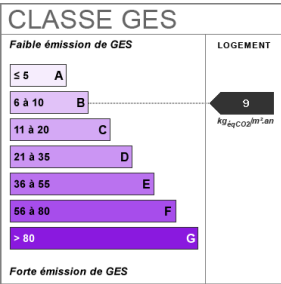 CLASSE GES
Faible émission de GES
LOGEMENT
≤ 5 A
6 à 10 B
9
kgéqCO2/m².an
11 à 20 C
21 à 35 D
36 à 55 E
56 à 80 F
> 80 G
Forte émission de GES